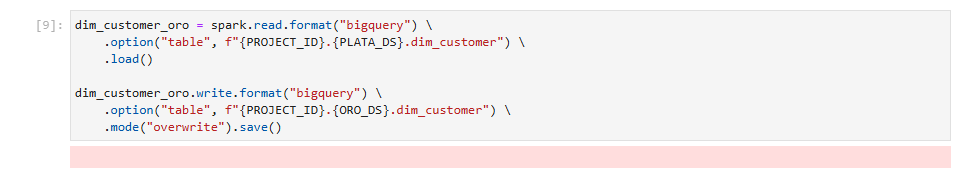 [9]: dim_customer_oro = spark.read.format("bigquery") \
    .option("table", f"{PROJECT_ID}.{PLATA_DS}.dim_customer") \
    .load()

dim_customer_oro.write.format("bigquery") \
    .option("table", f"{PROJECT_ID}.{ORO_DS}.dim_customer") \
    .mode("overwrite").save()